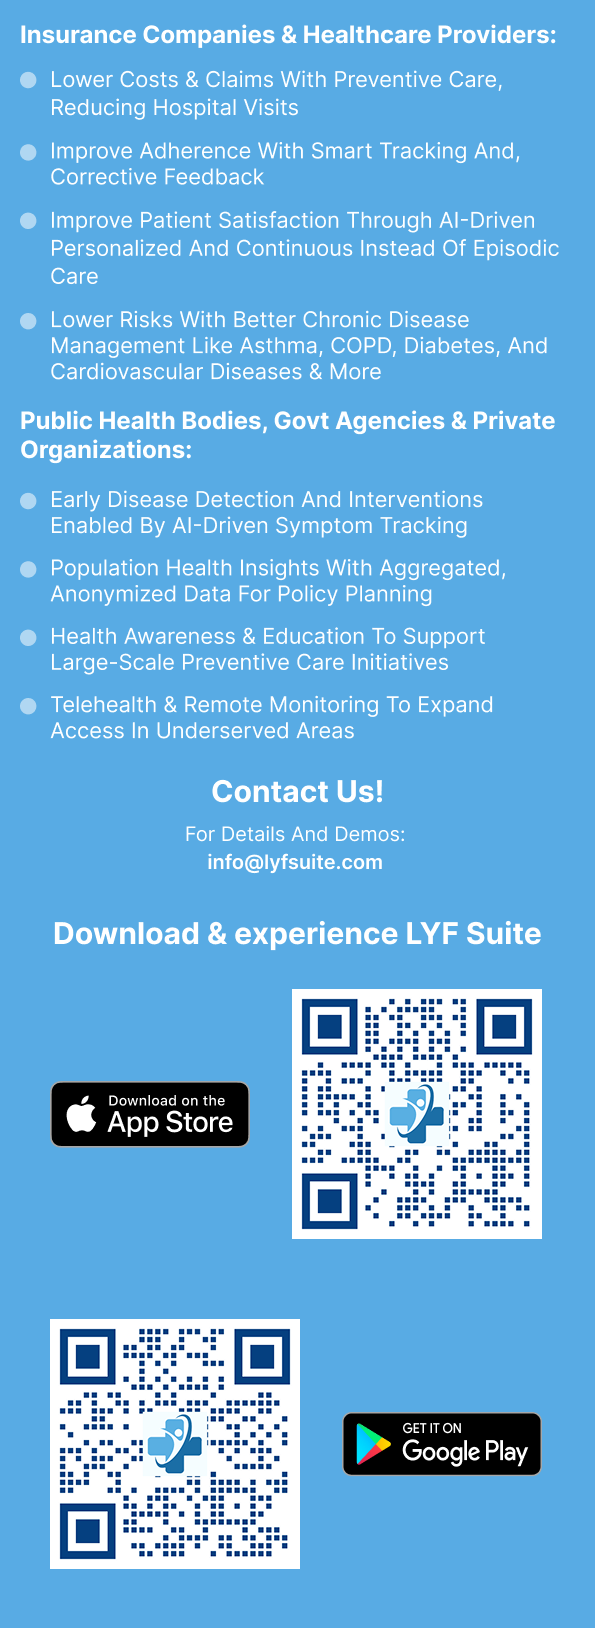 Insurance Companies & Healthcare Providers:
Lower Costs & Claims With Preventive Care,
Reducing Hospital Visits
Improve Adherence With Smart Tracking And,
Corrective Feedback
Improve Patient Satisfaction Through AI-Driven
Personalized And Continuous Instead Of Episodic
Care
Lower Risks With Better Chronic Disease
Management Like Asthma, COPD, Diabetes, And
Cardiovascular Diseases & More
Public Health Bodies, Govt Agencies & Private
Organizations:
Early Disease Detection And Interventions
Enabled By AI-Driven Symptom Tracking
Population Health Insights With Aggregated,
Anonymized Data For Policy Planning
Health Awareness & Education To Support
Large-Scale Preventive Care Initiatives
Telehealth & Remote Monitoring To Expand
Access In Underserved Areas
Contact Us!
For Details And Demos:
info@lyfsuite.com
Download & experience LYF Suite
Download on the
App Store
GET IT ON
Google Play